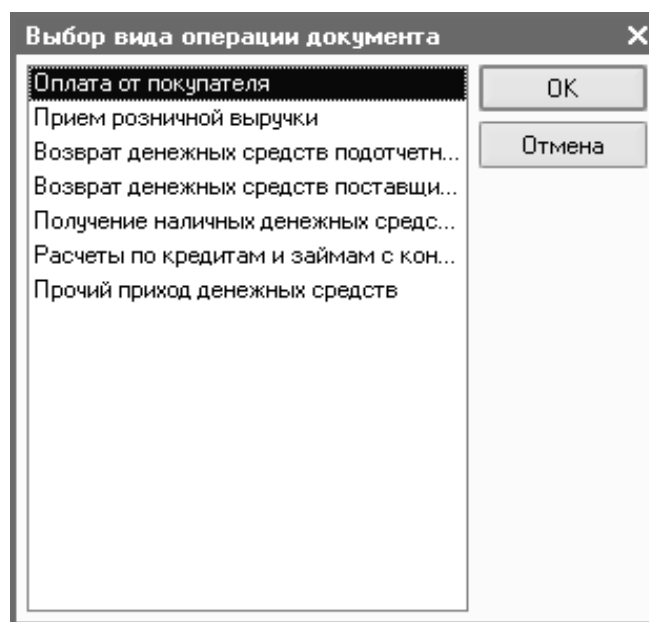 Выбор вида операции документа
Оплата от покупателя
Прием розничной выручки
Возврат денежных средств подотчетн...
Возврат денежных средств поставщи...
Получение наличных денежных средс...
Расчеты по кредитам и займам с кон...
Прочий приход денежных средств
OK
Отмена